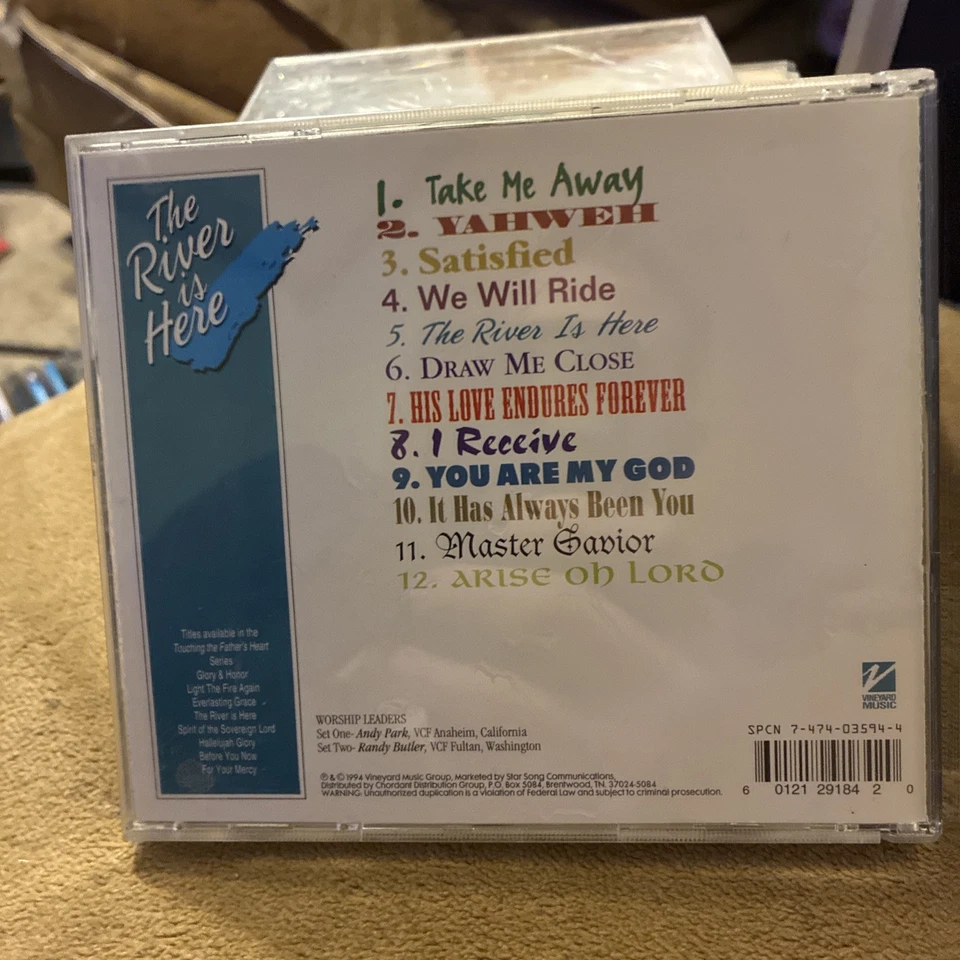 The
River
is
Here
1. Take Me Away
2. YAHWEH
3. Satisfied
4. We Will Ride
5. The River Is Here
6. DRAW ME CLOSE
7. HIS LOVE ENDURES FOREVER
8. I Receive
9. YOU ARE MY GOD
10. It Has Always Been You
11. Master Savior
12. ARISE OH LORD
Titles available in the
Touching the Father's Heart
Series
Glory & Honor
Light The Fire Again
Everlasting Grace
The River is Here
Spirit of the Sovereign Lord
Hallelujah Glory
Before You Now
For Your Mercy
WORSHIP LEADERS
Set One- Andy Park, VCF Anaheim, California
Set Two- Randy Butler, VCF Fultan, Washington
℗ & © 1994 Vineyard Music Group, Marketed by Star Song Communications,
Distributed by Chordant Distribution Group, P.O. Box 5084, Brentwood, TN. 37024-5084
WARNING: Unauthorized duplication is a violation of Federal Law and subject to criminal prosecution.
VINEYARD
MUSIC
SPCN 7-474-03594-4
6 0121 29184 2 0